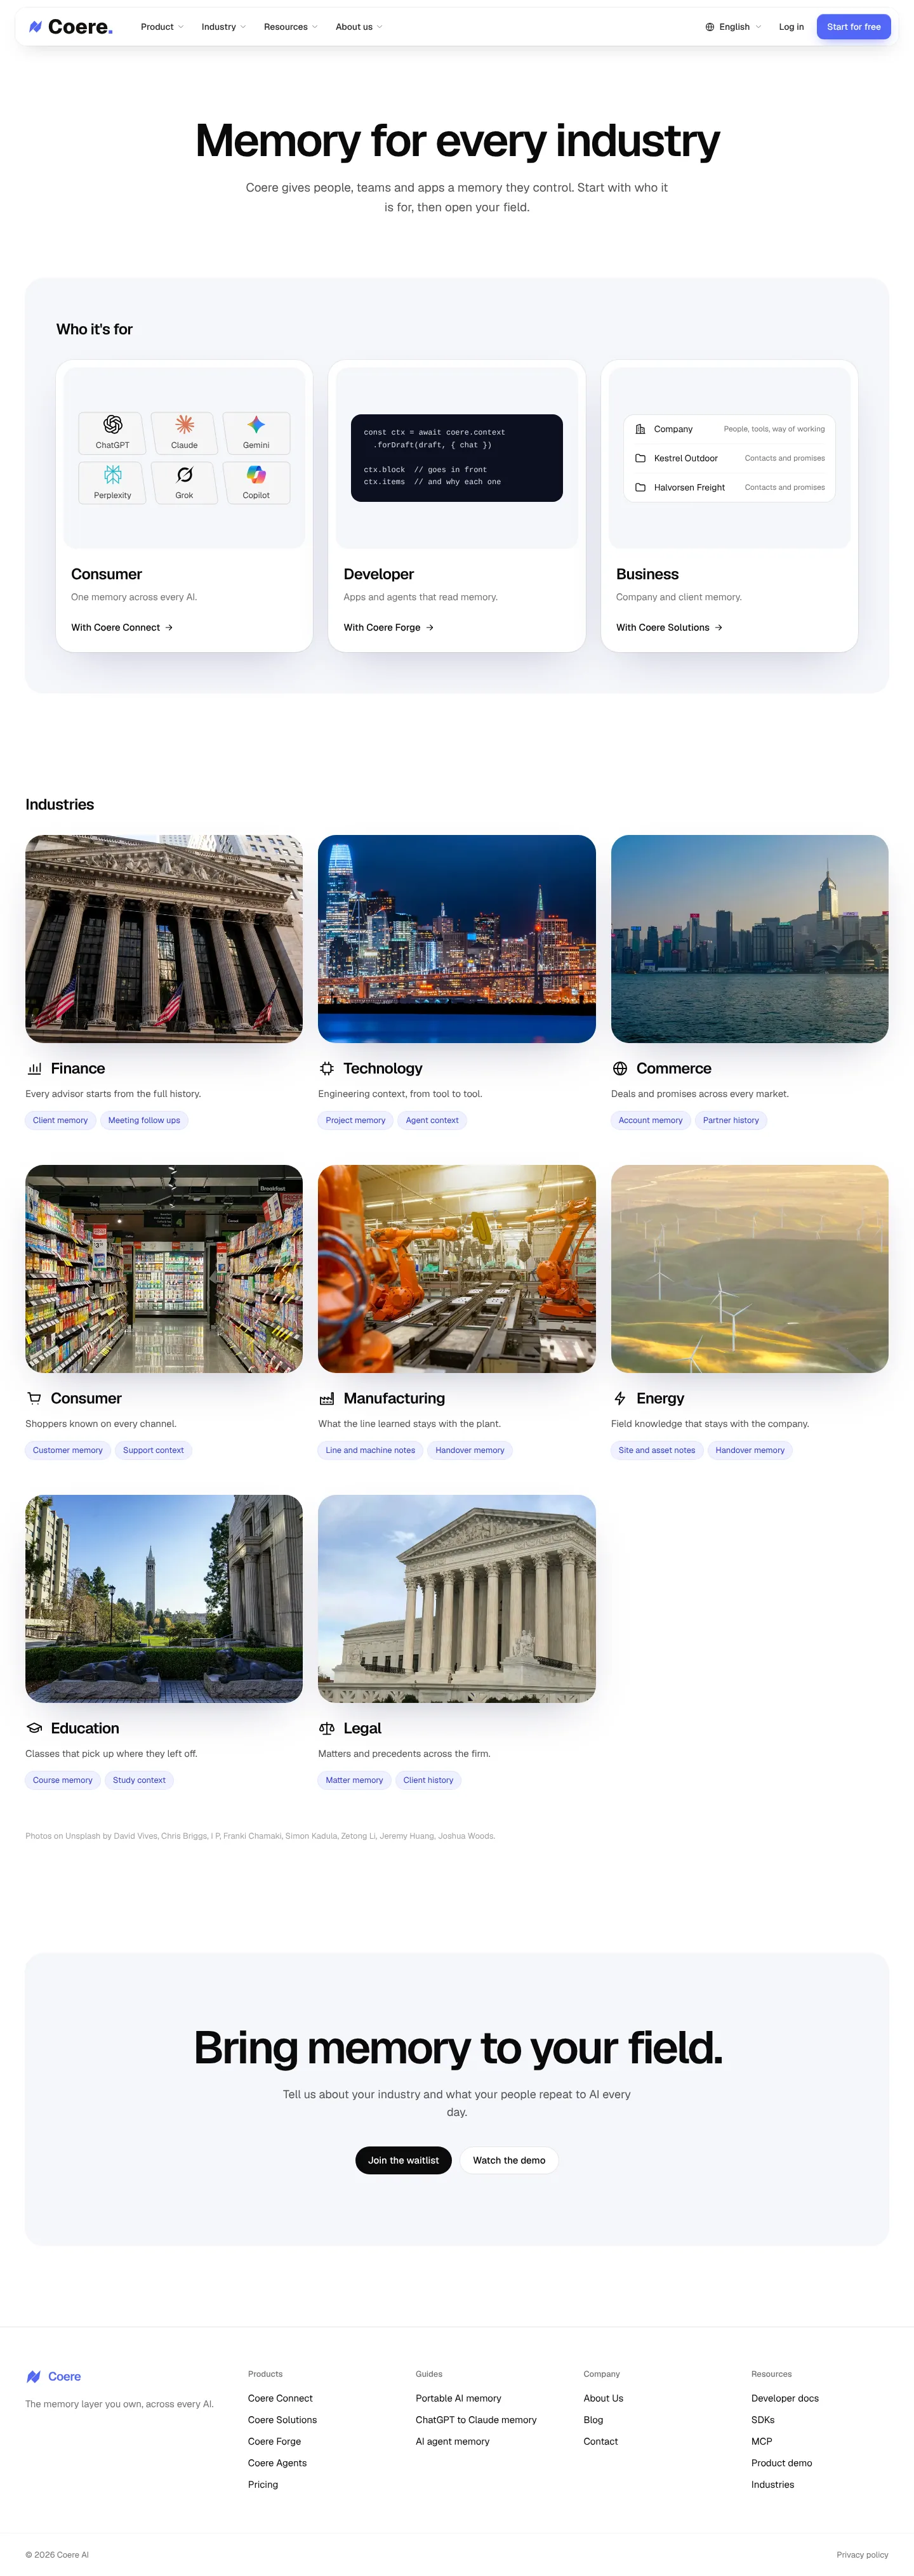 Coere.
Product
Industry
Resources
About us
English
Log in
Start for free
Memory for every industry
Coere gives people, teams and apps a memory they control. Start with who it
is for, then open your field.
Who it's for
ChatGPT
Claude
Gemini
Perplexity
Grok
Copilot
Consumer
One memory across every AI.
With Coere Connect →
const ctx = await coere.context
.forDraft(draft, { chat })
ctx.block // goes in front
ctx.items // and why each one
Developer
Apps and agents that read memory.
With Coere Forge →
Company People, tools, way of working
Kestrel Outdoor Contacts and promises
Halvorsen Freight Contacts and promises
Business
Company and client memory.
With Coere Solutions →
Industries
Finance
Every advisor starts from the full history.
Client memory
Meeting follow ups
Technology
Engineering context, from tool to tool.
Project memory
Agent context
Commerce
Deals and promises across every market.
Account memory
Partner history
Breakfast
Tea
Consumer
Shoppers known on every channel.
Customer memory
Support context
Manufacturing
What the line learned stays with the plant.
Line and machine notes
Handover memory
Energy
Field knowledge that stays with the company.
Site and asset notes
Handover memory
Education
Classes that pick up where they left off.
Course memory
Study context
Legal
Matters and precedents across the firm.
Matter memory
Client history
Photos on Unsplash by David Vives, Chris Briggs, I P, Franki Chamaki, Simon Kadula, Zetong Li, Jeremy Huang, Joshua Woods.
Bring memory to your field.
Tell us about your industry and what your people repeat to AI every
day.
Join the waitlist
Watch the demo
Coere
The memory layer you own, across every AI.
Products
Coere Connect
Coere Solutions
Coere Forge
Coere Agents
Pricing
Guides
Portable AI memory
ChatGPT to Claude memory
AI agent memory
Company
About Us
Blog
Contact
Resources
Developer docs
SDKs
MCP
Product demo
Industries
© 2026 Coere AI
Privacy policy